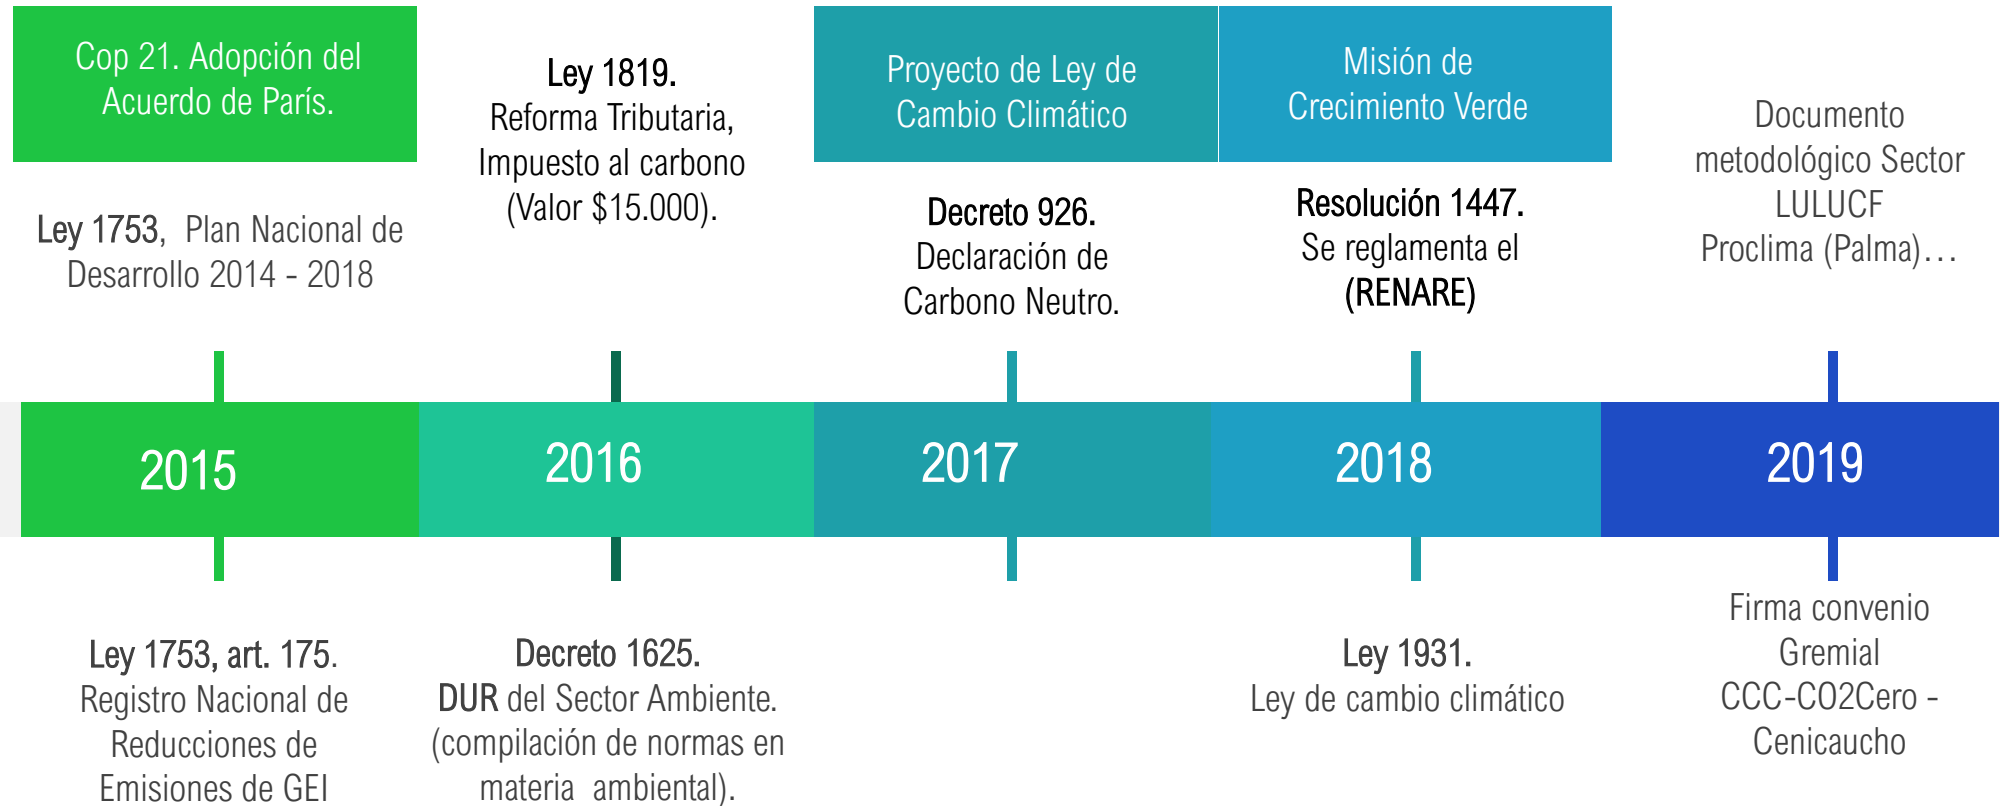 Cop 21. Adopción del
Acuerdo de París.
Ley 1753, Plan Nacional de
Desarrollo 2014 - 2018
Ley 1819.
Reforma Tributaria,
Impuesto al carbono
(Valor $15.000).
Proyecto de Ley de
Cambio Climático
Decreto 926.
Declaración de
Carbono Neutro.
Misión de
Crecimiento Verde
Resolución 1447.
Se reglamenta el
(RENARE)
Documento
metodológico Sector
LULUCF
Proclima (Palma)…
2015
2016
2017
2018
2019
Ley 1753, art. 175.
Registro Nacional de
Reducciones de
Emisiones de GEI
Decreto 1625.
DUR del Sector Ambiente.
(compilación de normas en
materia ambiental).
Ley 1931.
Ley de cambio climático
Firma convenio
Gremial
CCC-CO2Cero -
Cenicaucho